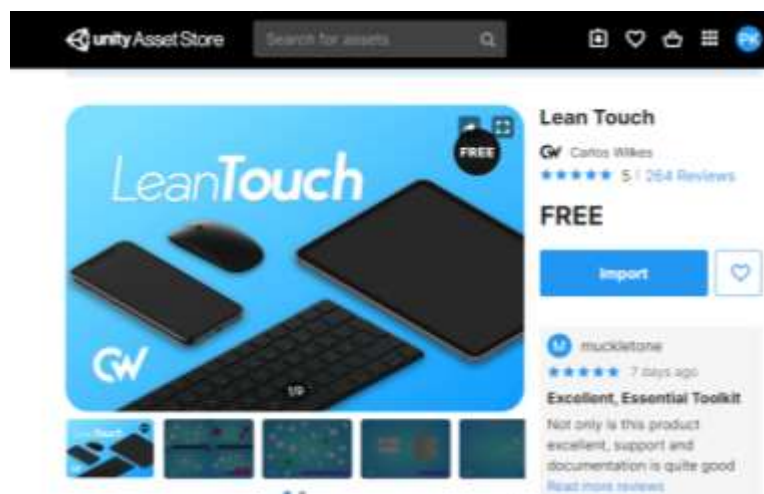 unity Asset Store
Search for assets
PK
LeanTouch
FREE
CW
1/9
Lean Touch
CW Carlos Wilkes
5 | 264 Reviews
FREE
Import
muckletone
7 days ago
Excellent, Essential Toolkit
Not only is this product
excellent, support and
documentation is quite good
Read more reviews